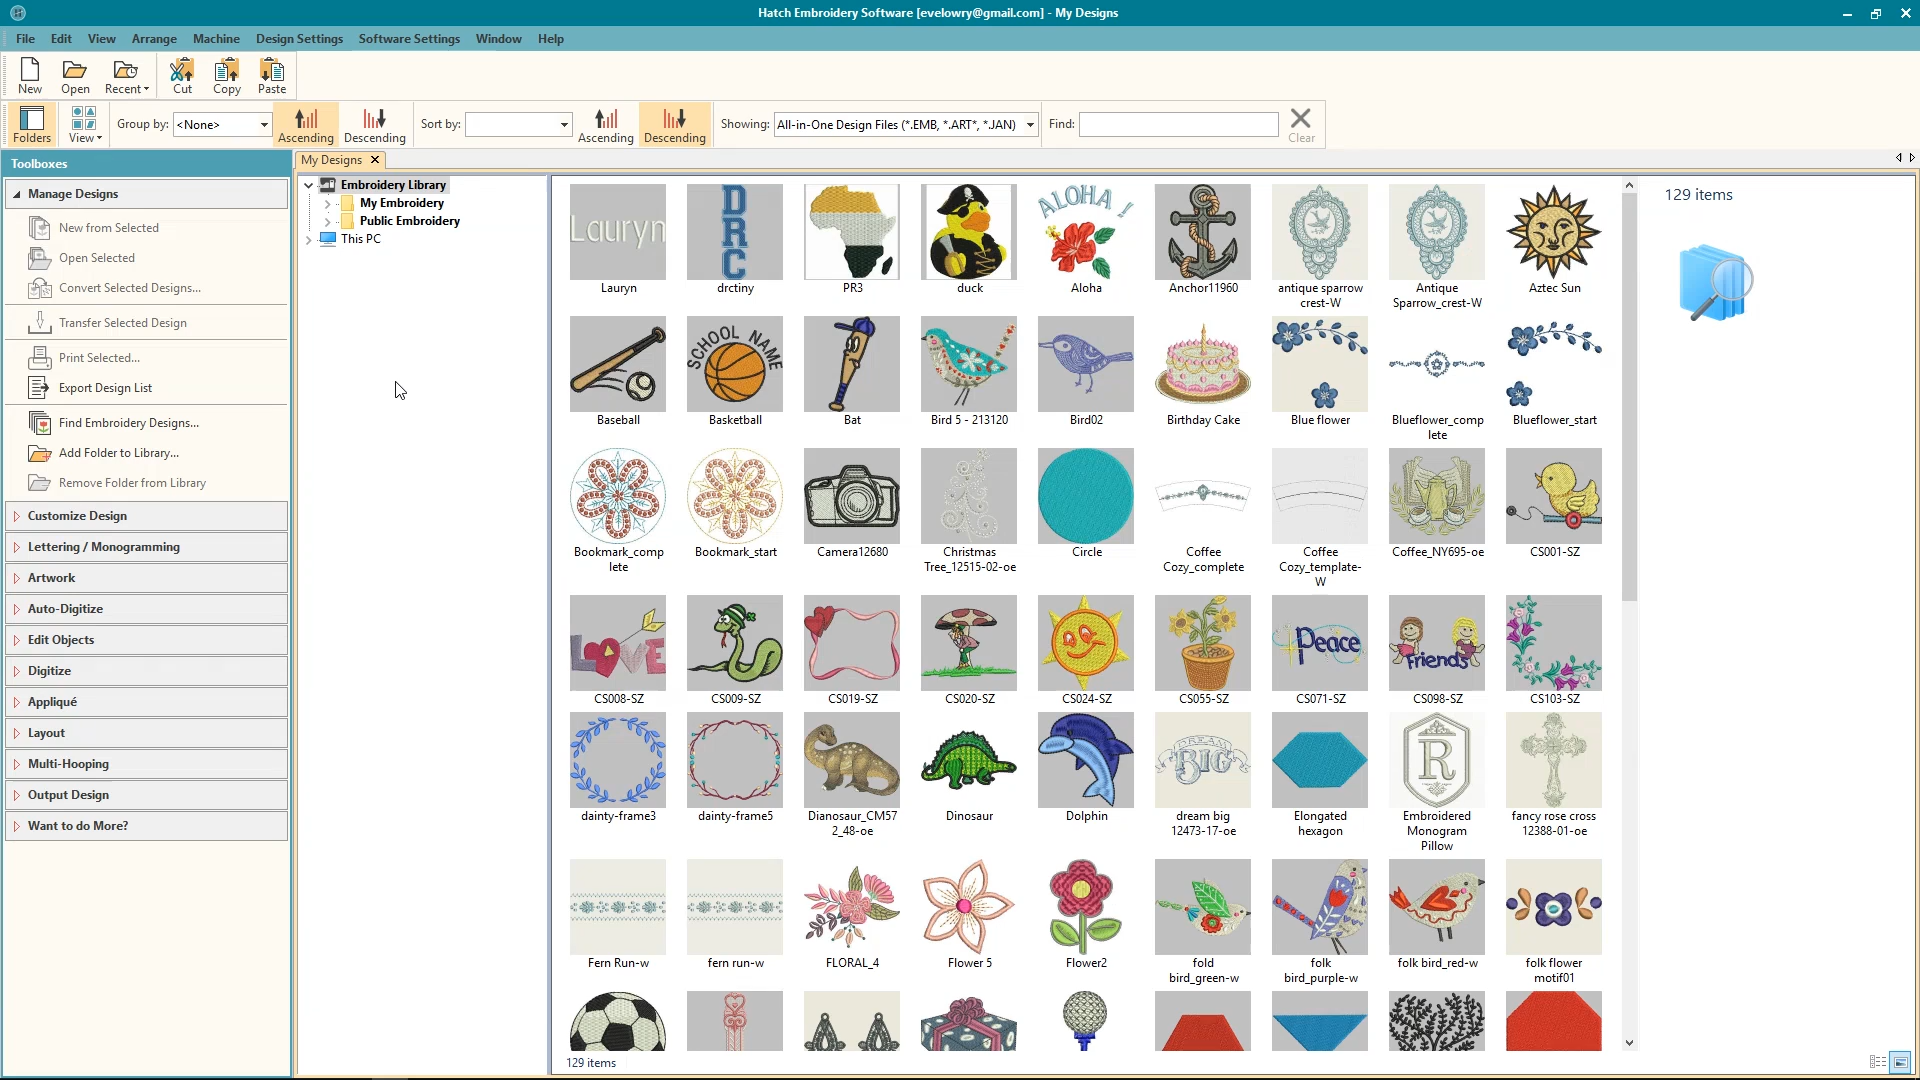 Hatch Embroidery Software [evelowry@gmail.com] - My Designs
File Edit View Arrange Machine Design Settings Software Settings Window Help
New Open Recent Cut Copy Paste
Folders View Group by: <None> Ascending Descending Sort by: Ascending Descending Showing: All-in-One Design Files (*.EMB, *.ART*, *.JAN) Find: Clear
Toolboxes
Manage Designs
New from Selected
Open Selected
Convert Selected Designs...
Transfer Selected Design
Print Selected...
Export Design List
Find Embroidery Designs...
Add Folder to Library...
Remove Folder from Library
Customize Design
Lettering / Monogramming
Artwork
Auto-Digitize
Edit Objects
Digitize
Appliqué
Layout
Multi-Hooping
Output Design
Want to do More?
My Designs
Embroidery Library
My Embroidery
Public Embroidery
This PC
Lauryn
DRC
ALOHA !
Lauryn drctiny PR3 duck Aloha Anchor11960 antique sparrow crest-W Antique Sparrow_crest-W Aztec Sun
SCHOOL NAME
Baseball Basketball Bat Bird 5 - 213120 Bird02 Birthday Cake Blue flower Blueflower_comp lete Blueflower_start
Bookmark_comp lete Bookmark_start Camera12680 Christmas Tree_12515-02-oe Circle Coffee Cozy_complete Coffee Cozy_template-W Coffee_NY695-oe CS001-SZ
LOVE
Peace
Friends
CS008-SZ CS009-SZ CS019-SZ CS020-SZ CS024-SZ CS055-SZ CS071-SZ CS098-SZ CS103-SZ
DREAM BIG
R
dainty-frame3 dainty-frame5 Dianosaur_CM57 2_48-oe Dinosaur Dolphin dream big 12473-17-oe Elongated hexagon Embroidered Monogram Pillow fancy rose cross 12388-01-oe
Fern Run-w fern run-w FLORAL_4 Flower 5 Flower2 fold bird_green-w folk bird_purple-w folk bird_red-w folk flower motif01
129 items
129 items